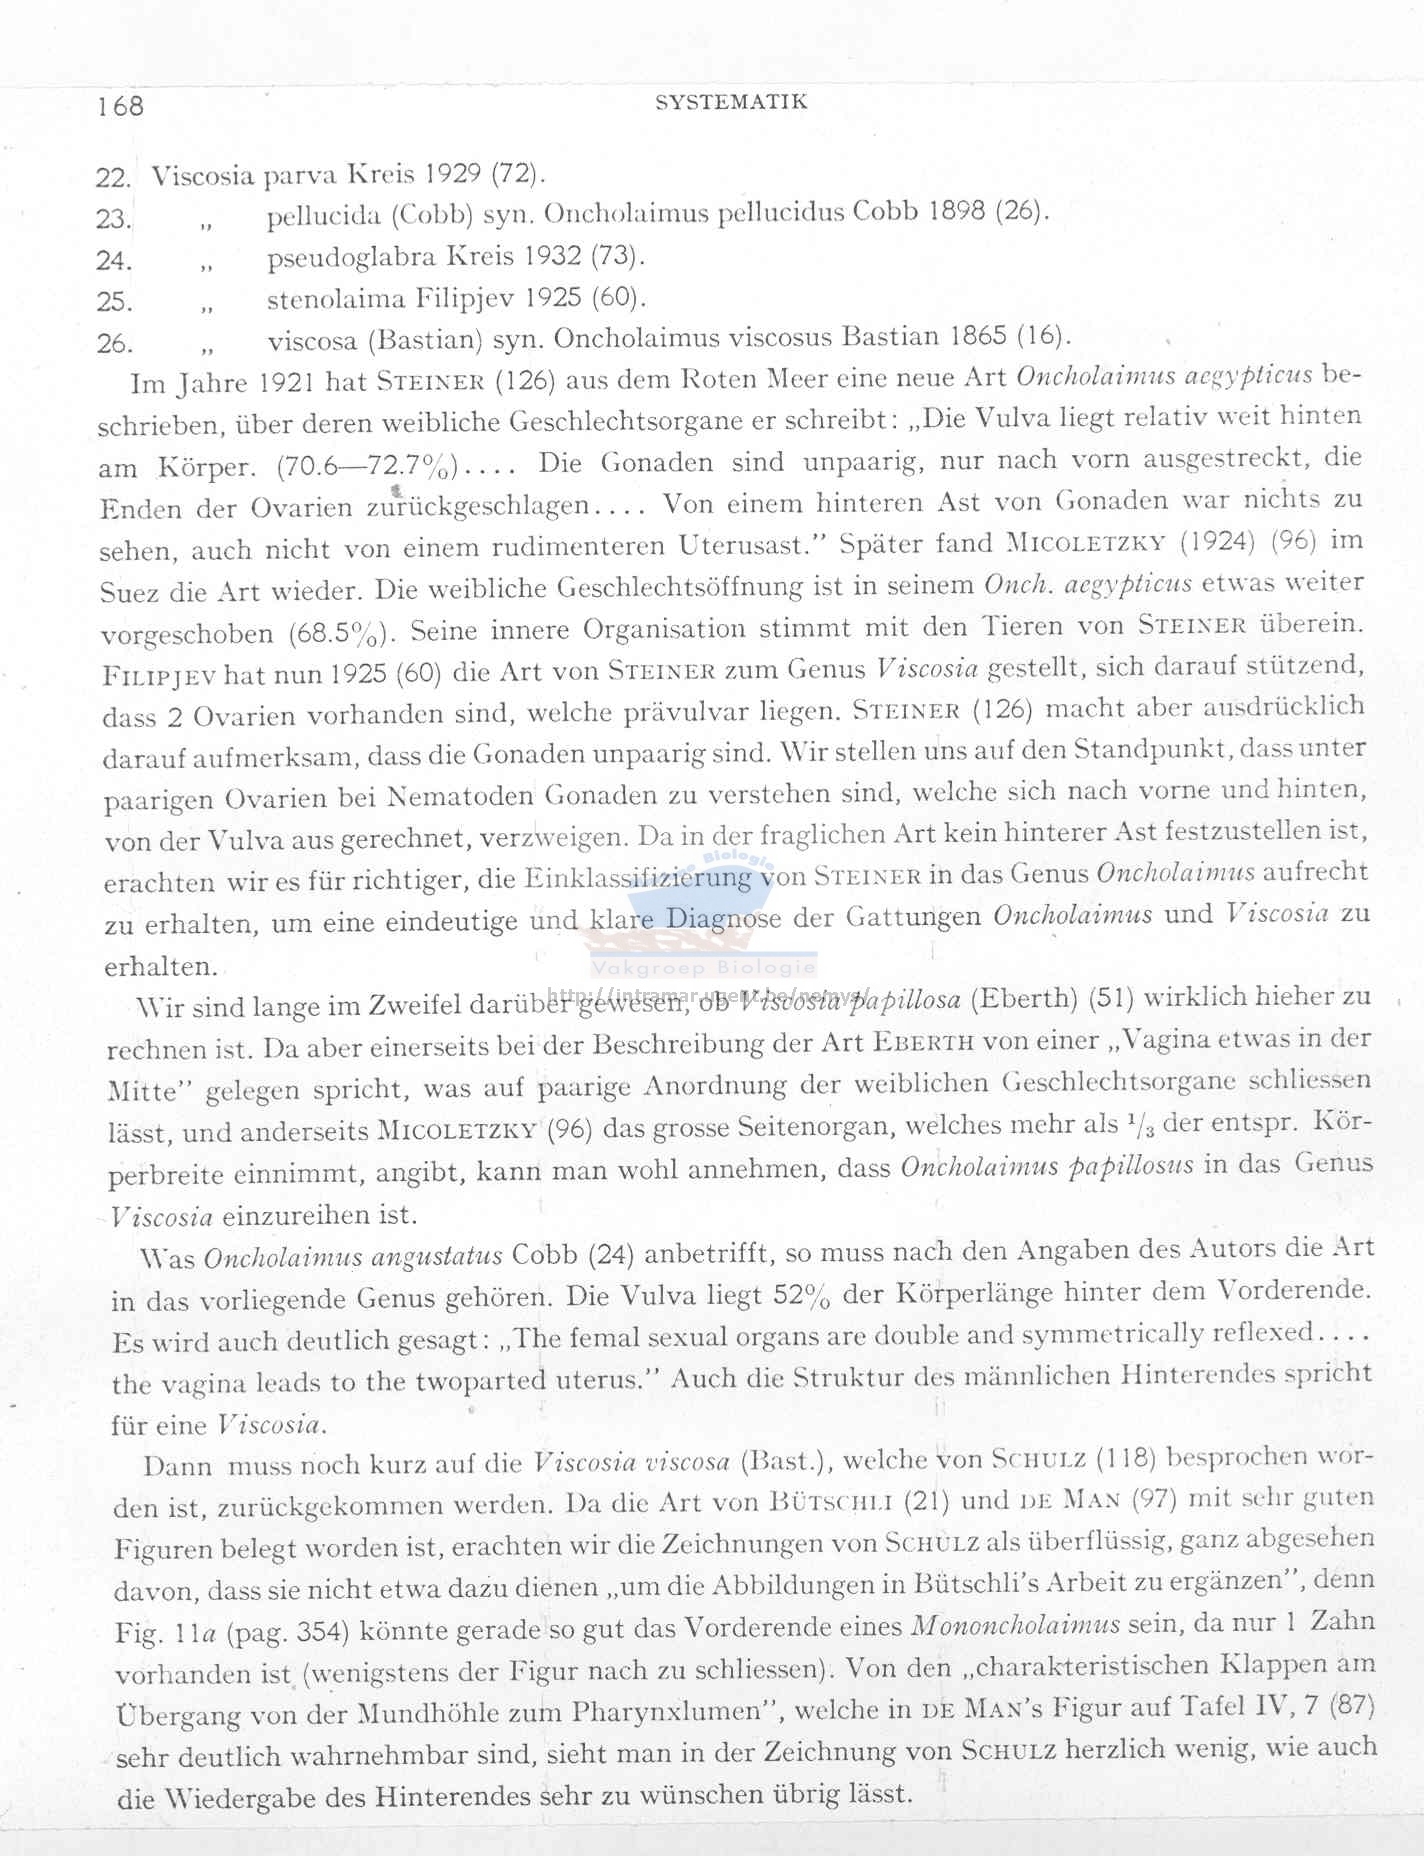 168
SYSTEMATIK
22. Viscosia parva Kreis 1929 (72).
23. „ pellucida (Cobb) syn. Oncholaimus pellucidus Cobb 1898 (26).
24. „ pseudoglabra Kreis 1932 (73).
25. „ stenolaima Filipjev 1925 (60).
26. „ viscosa (Bastian) syn. Oncholaimus viscosus Bastian 1865 (16).
Im Jahre 1921 hat STEINER (126) aus dem Roten Meer eine neue Art Oncholaimus aegypticus be-
schrieben, über deren weibliche Geschlechtsorgane er schreibt: „Die Vulva liegt relativ weit hinten
am Körper. (70.6—72.7%).... Die Gonaden sind unpaarig, nur nach vorn ausgestreckt, die
Enden der Ovarien zurückgeschlagen.... Von einem hinteren Ast von Gonaden war nichts zu
sehen, auch nicht von einem rudimenteren Uterusast.” Später fand MICOLETZKY (1924) (96) im
Suez die Art wieder. Die weibliche Geschlechtsöffnung ist in seinem Onch. aegypticus etwas weiter
vorgeschoben (68.5%). Seine innere Organisation stimmt mit den Tieren von STEINER überein.
FILIPJEV hat nun 1925 (60) die Art von STEINER zum Genus Viscosia gestellt, sich darauf stützend,
dass 2 Ovarien vorhanden sind, welche prävulvar liegen. STEINER (126) macht aber ausdrücklich
darauf aufmerksam, dass die Gonaden unpaarig sind. Wir stellen uns auf den Standpunkt, dass unter
paarigen Ovarien bei Nematoden Gonaden zu verstehen sind, welche sich nach vorne und hinten,
von der Vulva aus gerechnet, verzweigen. Da in der fraglichen Art kein hinterer Ast festzustellen ist,
erachten wir es für richtiger, die Einklassifizierung von STEINER in das Genus Oncholaimus aufrecht
zu erhalten, um eine eindeutige und klare Diagnose der Gattungen Oncholaimus und Viscosia zu
erhalten.
Biologie
Vakgroep Biologie
http://intramar.ugent.be/nemys/
Wir sind lange im Zweifel darüber gewesen, ob Viscosia papillosa (Eberth) (51) wirklich hieher zu
rechnen ist. Da aber einerseits bei der Beschreibung der Art EBERTH von einer „Vagina etwas in der
Mitte” gelegen spricht, was auf paarige Anordnung der weiblichen Geschlechtsorgane schliessen
lässt, und anderseits MICOLETZKY (96) das grosse Seitenorgan, welches mehr als 1/3 der entspr. Kör-
perbreite einnimmt, angibt, kann man wohl annehmen, dass Oncholaimus papillosus in das Genus
Viscosia einzureihen ist.
Was Oncholaimus angustatus Cobb (24) anbetrifft, so muss nach den Angaben des Autors die Art
in das vorliegende Genus gehören. Die Vulva liegt 52% der Körperlänge hinter dem Vorderende.
Es wird auch deutlich gesagt: „The femal sexual organs are double and symmetrically reflexed....
the vagina leads to the twoparted uterus.” Auch die Struktur des männlichen Hinterendes spricht
für eine Viscosia.
Dann muss noch kurz auf die Viscosia viscosa (Bast.), welche von SCHULZ (118) besprochen wor-
den ist, zurückgekommen werden. Da die Art von BÜTSCHLI (21) und DE MAN (97) mit sehr guten
Figuren belegt worden ist, erachten wir die Zeichnungen von SCHULZ als überflüssig, ganz abgesehen
davon, dass sie nicht etwa dazu dienen „um die Abbildungen in Bütschli's Arbeit zu ergänzen”, denn
Fig. 11a (pag. 354) könnte gerade so gut das Vorderende eines Mononcholaimus sein, da nur 1 Zahn
vorhanden ist (wenigstens der Figur nach zu schliessen). Von den „charakteristischen Klappen am
Übergang von der Mundhöhle zum Pharynxlumen”, welche in DE MAN's Figur auf Tafel IV, 7 (87)
sehr deutlich wahrnehmbar sind, sieht man in der Zeichnung von SCHULZ herzlich wenig, wie auch
die Wiedergabe des Hinterendes sehr zu wünschen übrig lässt.